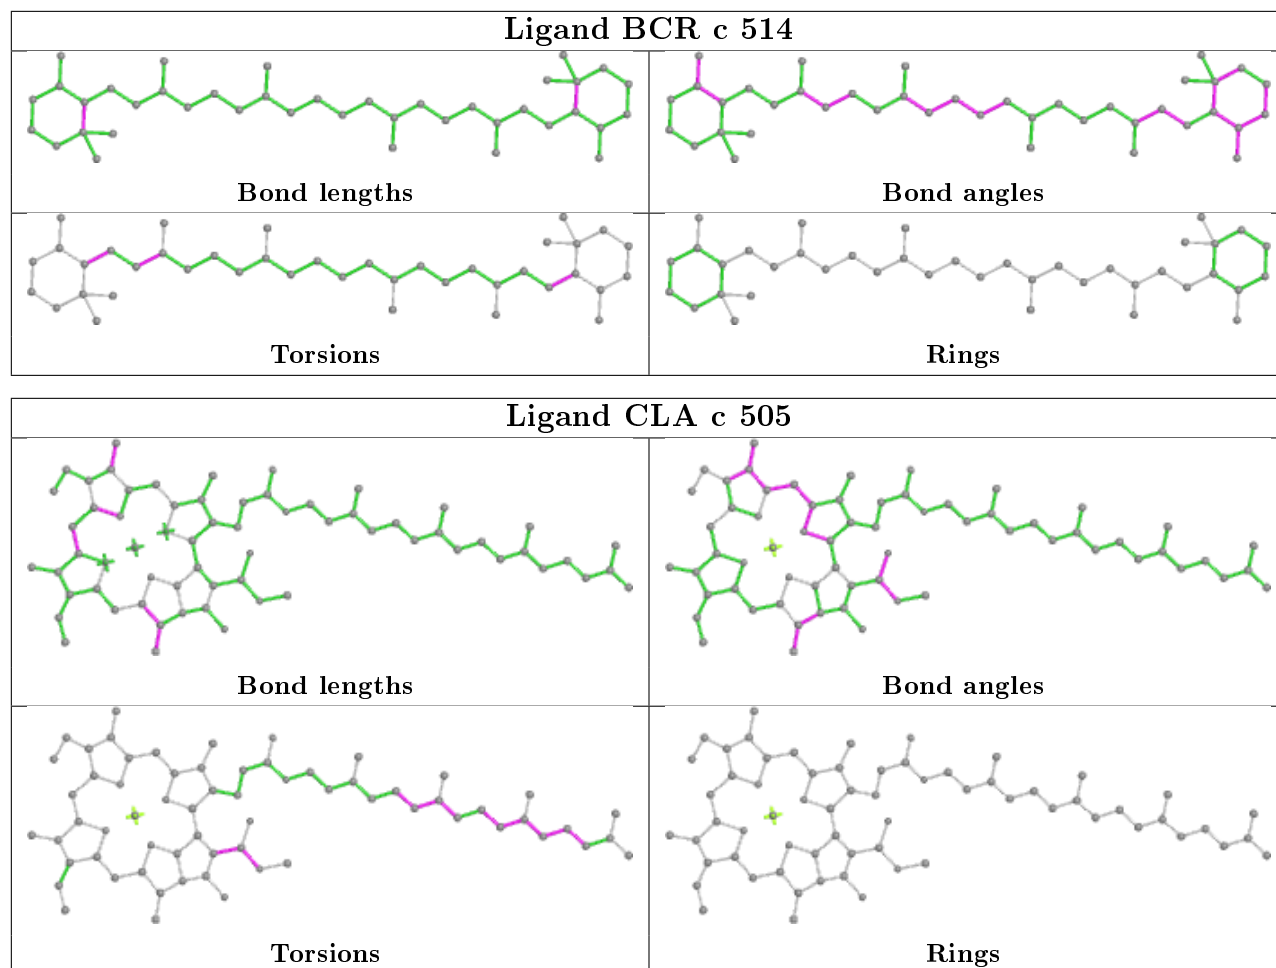 Ligand BCR c 514
Bond lengths
Bond angles
Torsions
Rings
Ligand CLA c 505
Bond lengths
Bond angles
Torsions
Rings